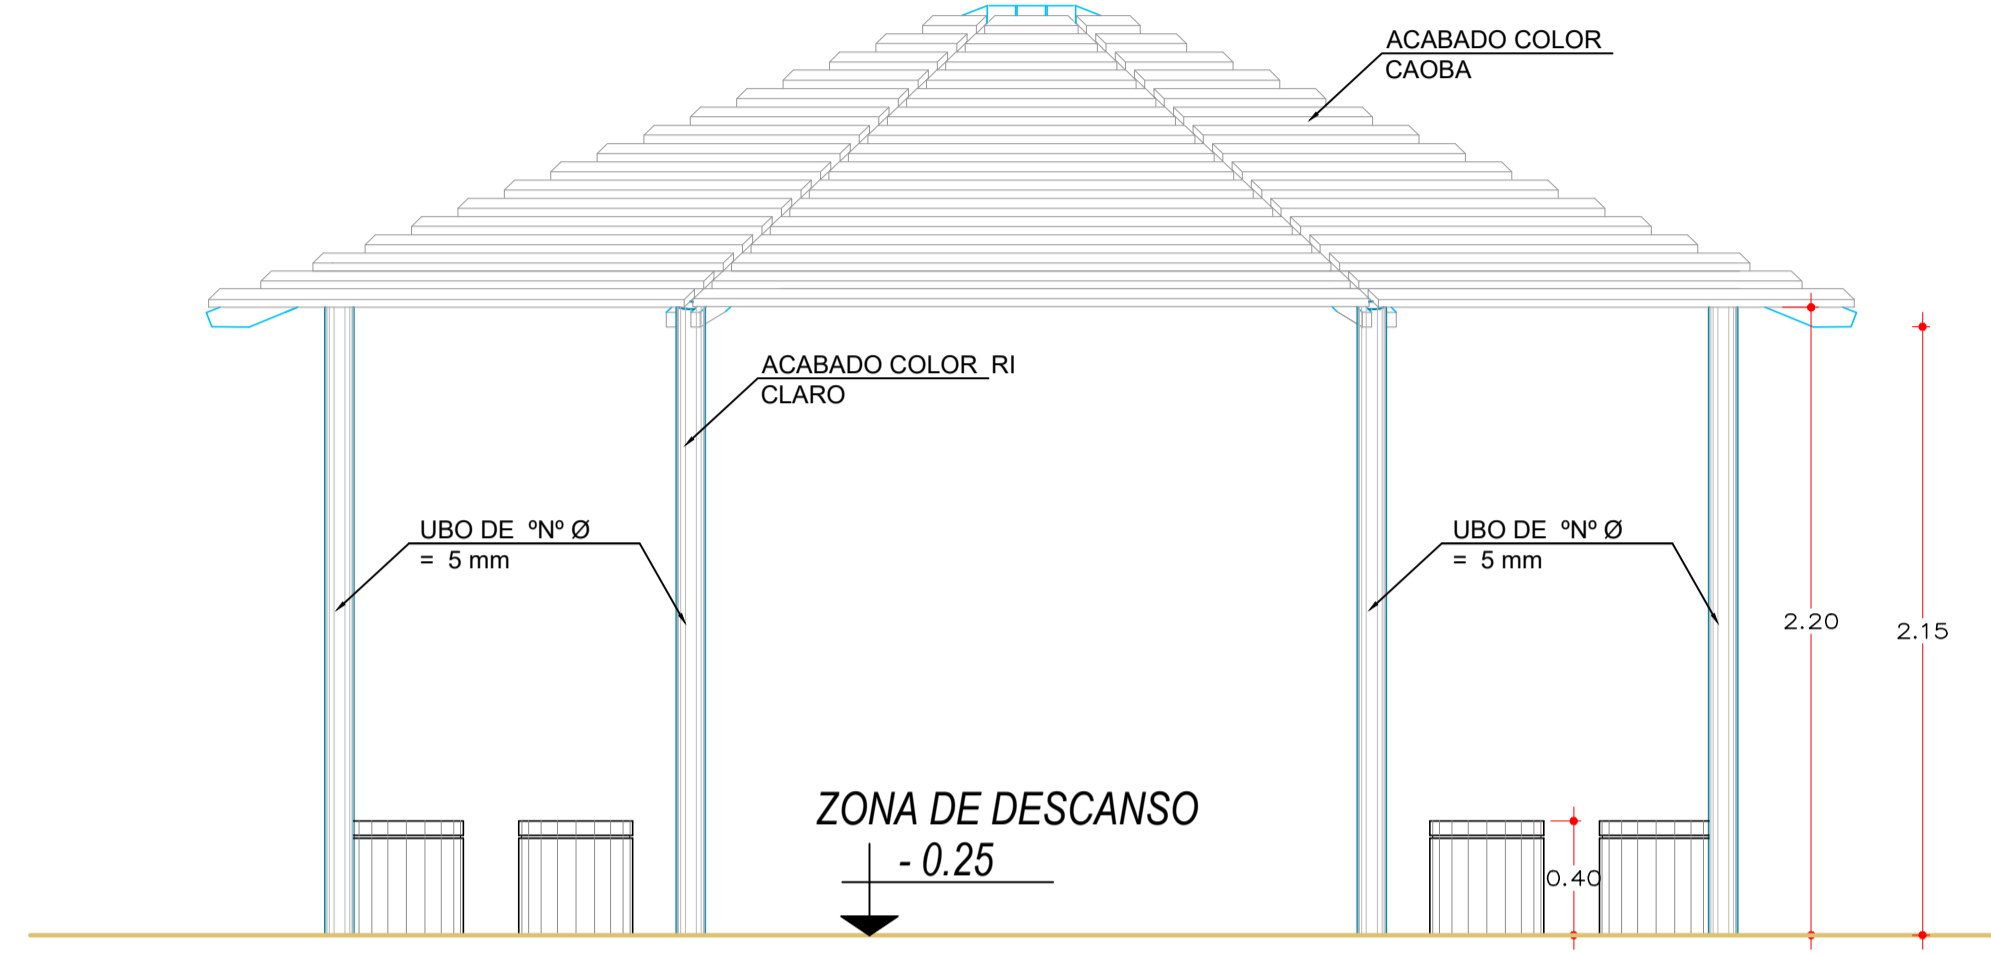 ACABADO COLOR
CAOBA
ACABADO COLOR RI
CLARO
UBO DE ºNº Ø
= 5 mm
UBO DE ºNº Ø
= 5 mm
2.20
2.15
ZONA DE DESCANSO
- 0.25
0.40